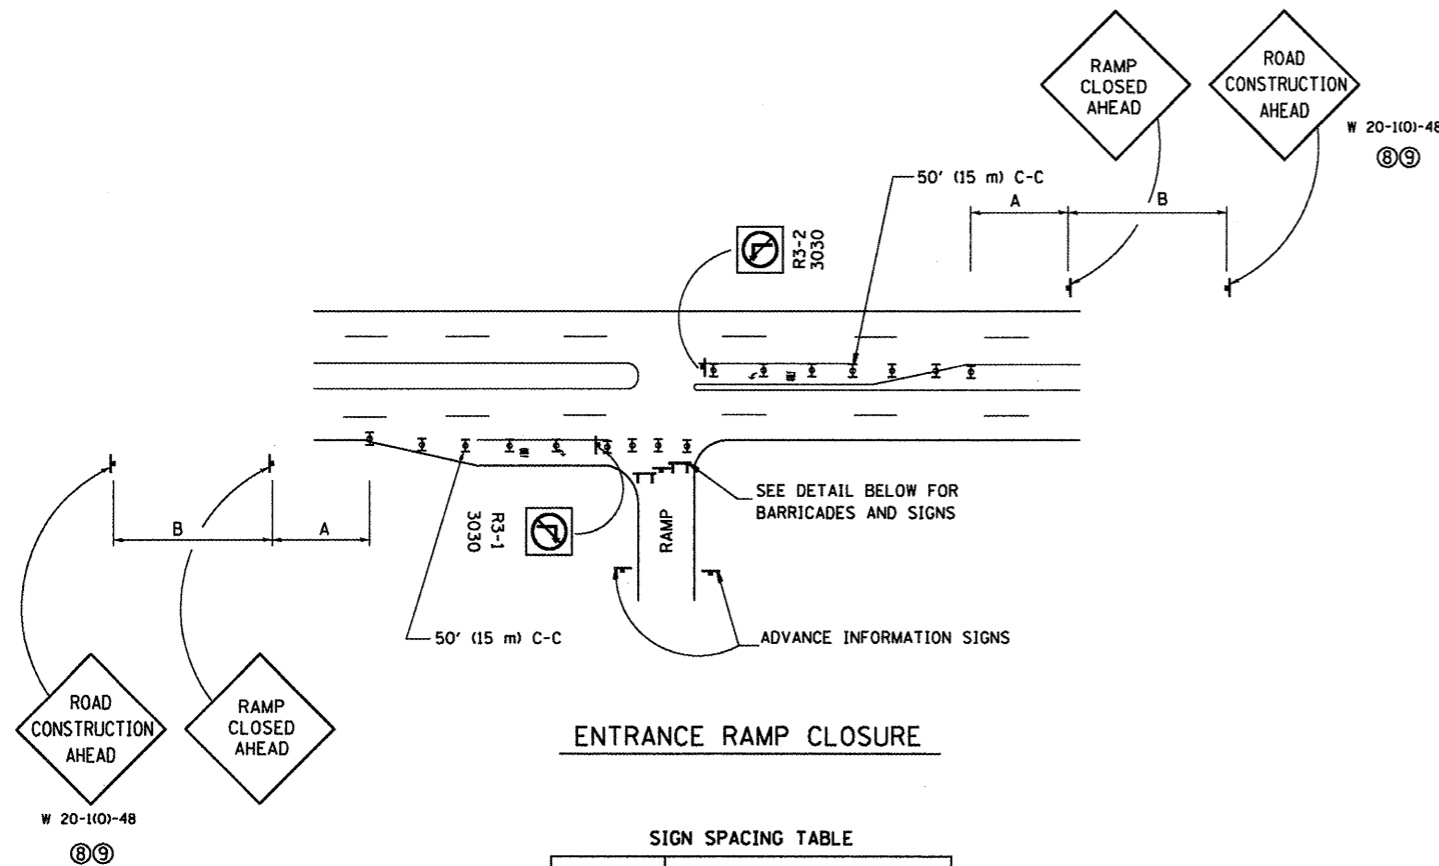 RAMP
CLOSED
AHEAD
ROAD
CONSTRUCTION
AHEAD
W 20-1(O)-48
⑧⑨
50' (15 m) C-C
A
B
R3-2
3030
SEE DETAIL BELOW FOR
BARRICADES AND SIGNS
B
A
R3-1
3030
RAMP
50' (15 m) C-C
ADVANCE INFORMATION SIGNS
ROAD
CONSTRUCTION
AHEAD
RAMP
CLOSED
AHEAD
W 20-1(O)-48
⑧⑨
ENTRANCE RAMP CLOSURE
SIGN SPACING TABLE